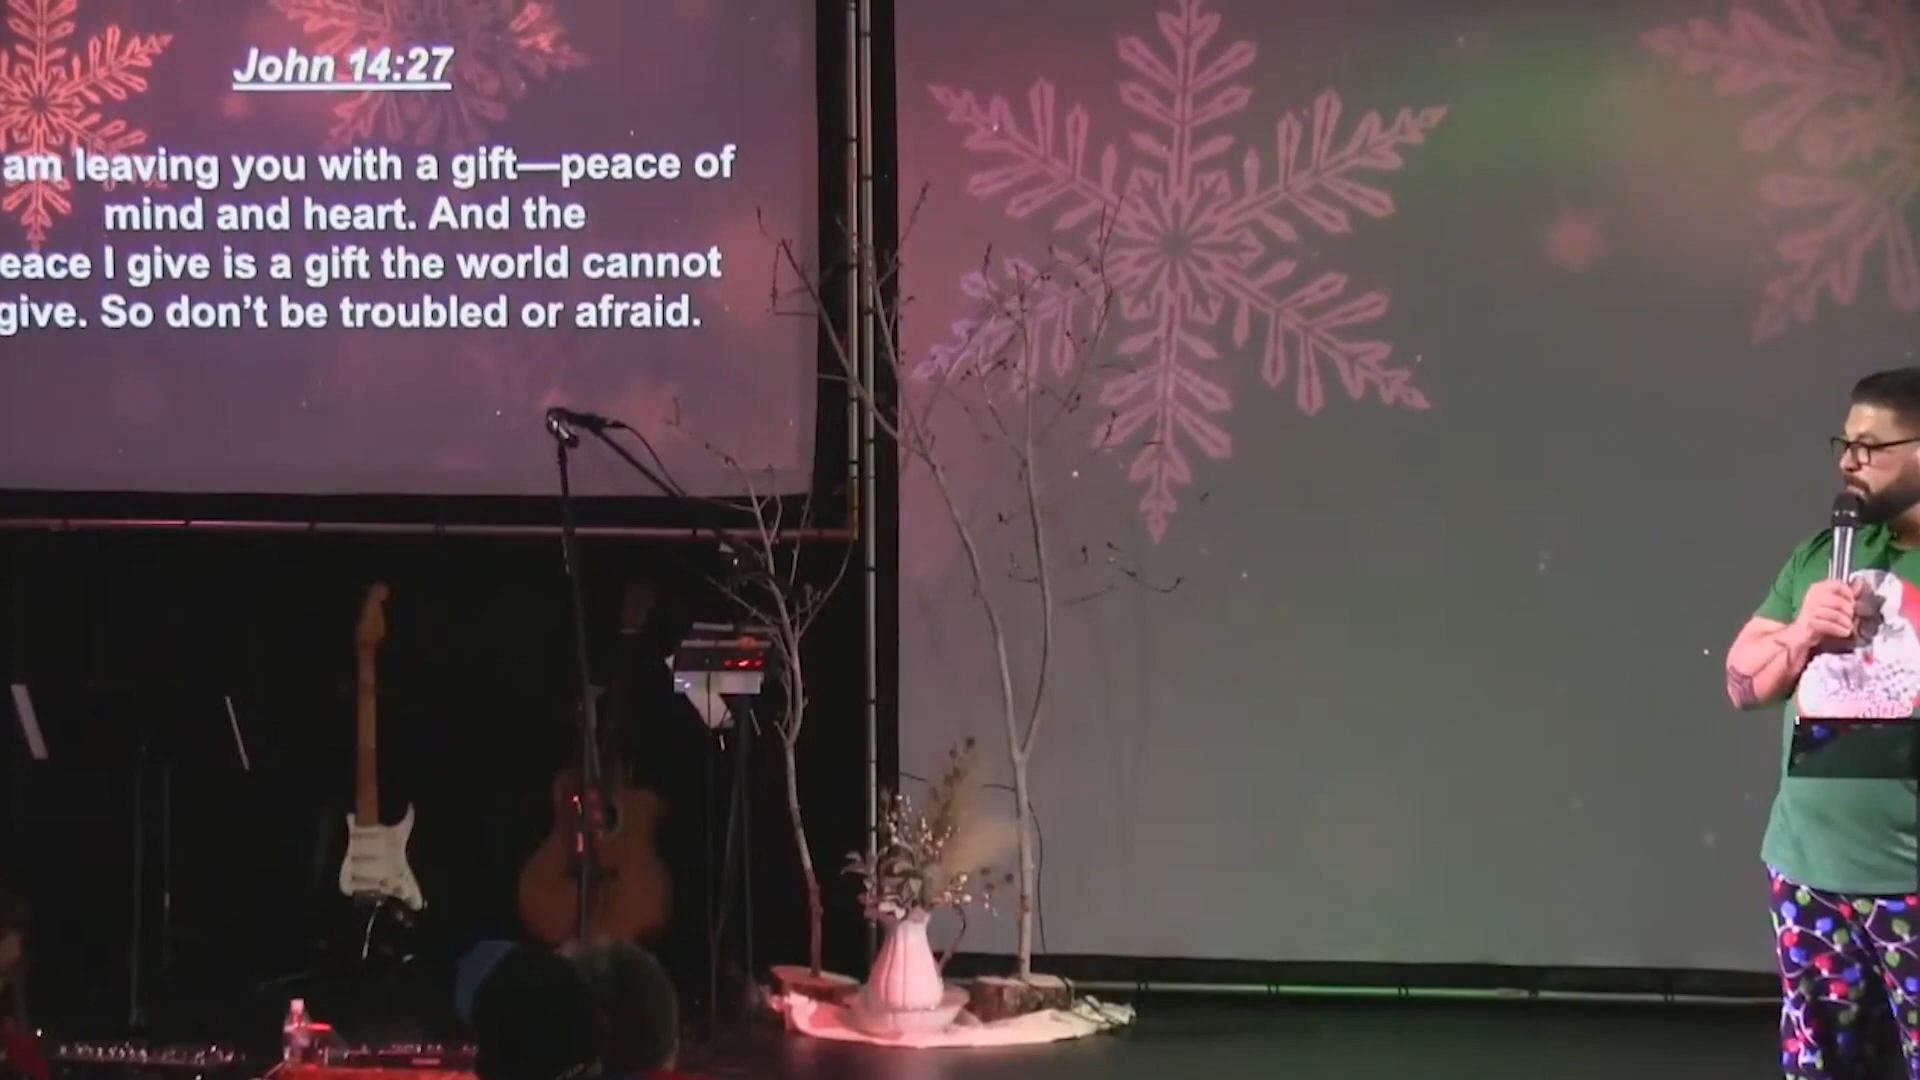 John 14:27
am leaving you with a gift—peace of
mind and heart. And the
eace I give is a gift the world cannot
give. So don’t be troubled or afraid.